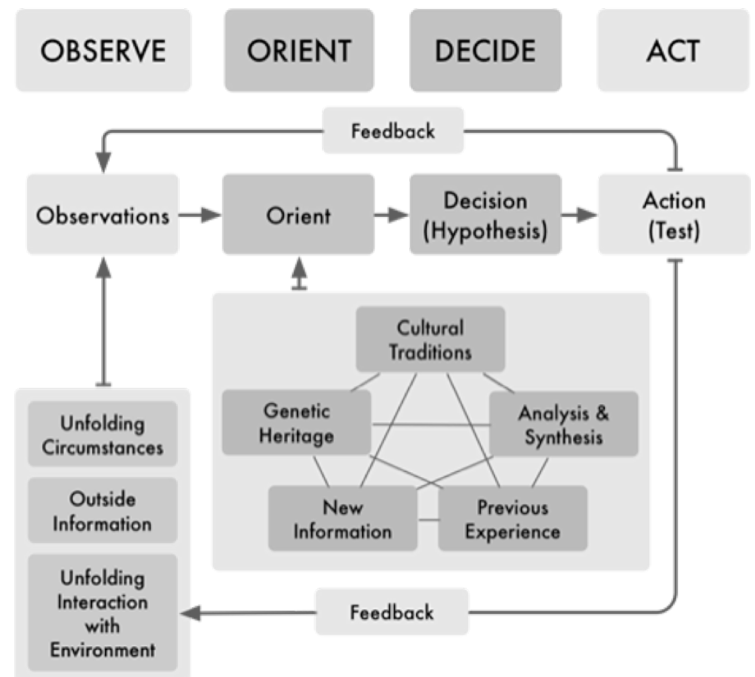 OBSERVE
ORIENT
DECIDE
ACT
Feedback
Observations
Orient
Decision
(Hypothesis)
Action
(Test)
Cultural
Traditions
Genetic
Heritage
Analysis &
Synthesis
New
Information
Previous
Experience
Unfolding
Circumstances
Outside
Information
Unfolding
Interaction
with
Environment
Feedback